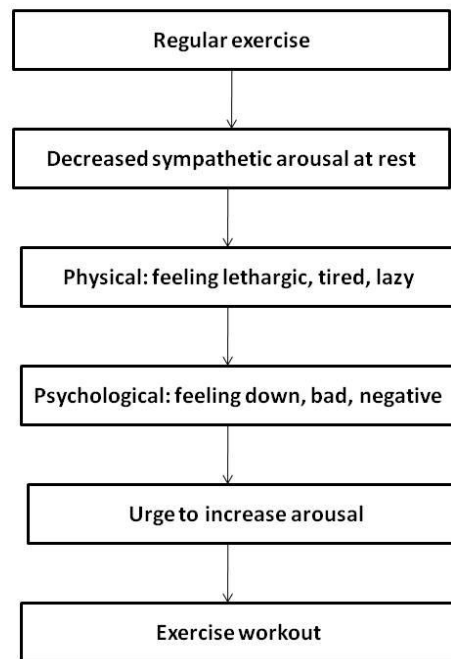 Regular exercise
Decreased sympathetic arousal at rest
Physical: feeling lethargic, tired, lazy
Psychological: feeling down, bad, negative
Urge to increase arousal
Exercise workout